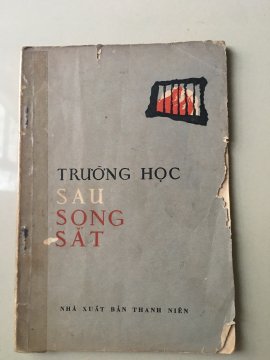 TRƯỜNG HỌC
SAU
SONG
SẮT
NHÀ XUẤT BẢN THANH NIÊN